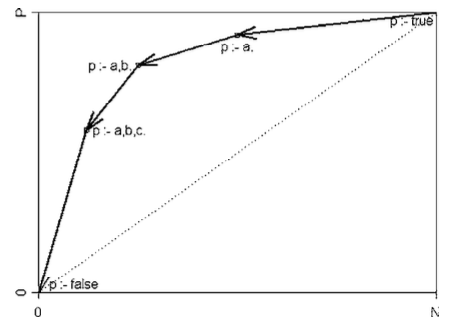 P
p :- true
p :- a.
p :- a,b.
p :- a,b,c.
p :- false
0
0
N